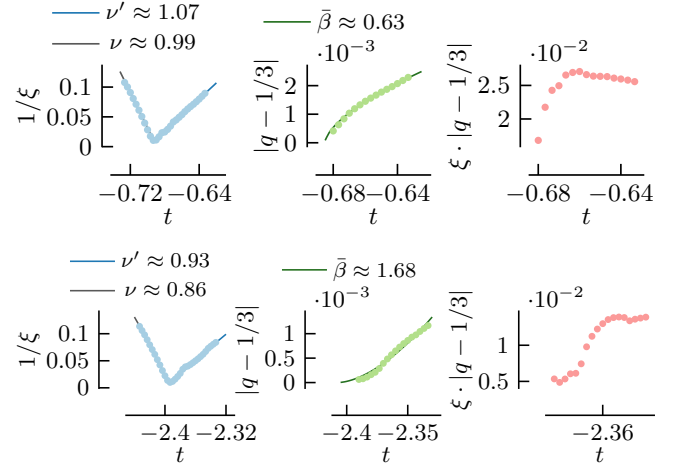 ν′ ≈ 1.07
ν ≈ 0.99
1/ξ
0.1
0.05
0
−0.72 −0.64
t
β̄ ≈ 0.63
·10⁻³
|q − 1/3|
2
1
0
−0.68 −0.64
t
·10⁻²
ξ · |q − 1/3|
2.5
2
−0.68 −0.64
t
ν′ ≈ 0.93
ν ≈ 0.86
1/ξ
0.1
0.05
0
−2.4 −2.32
t
β̄ ≈ 1.68
·10⁻³
|q − 1/3|
1
0
−2.4 −2.35
t
·10⁻²
ξ · |q − 1/3|
1
0.5
−2.36
t